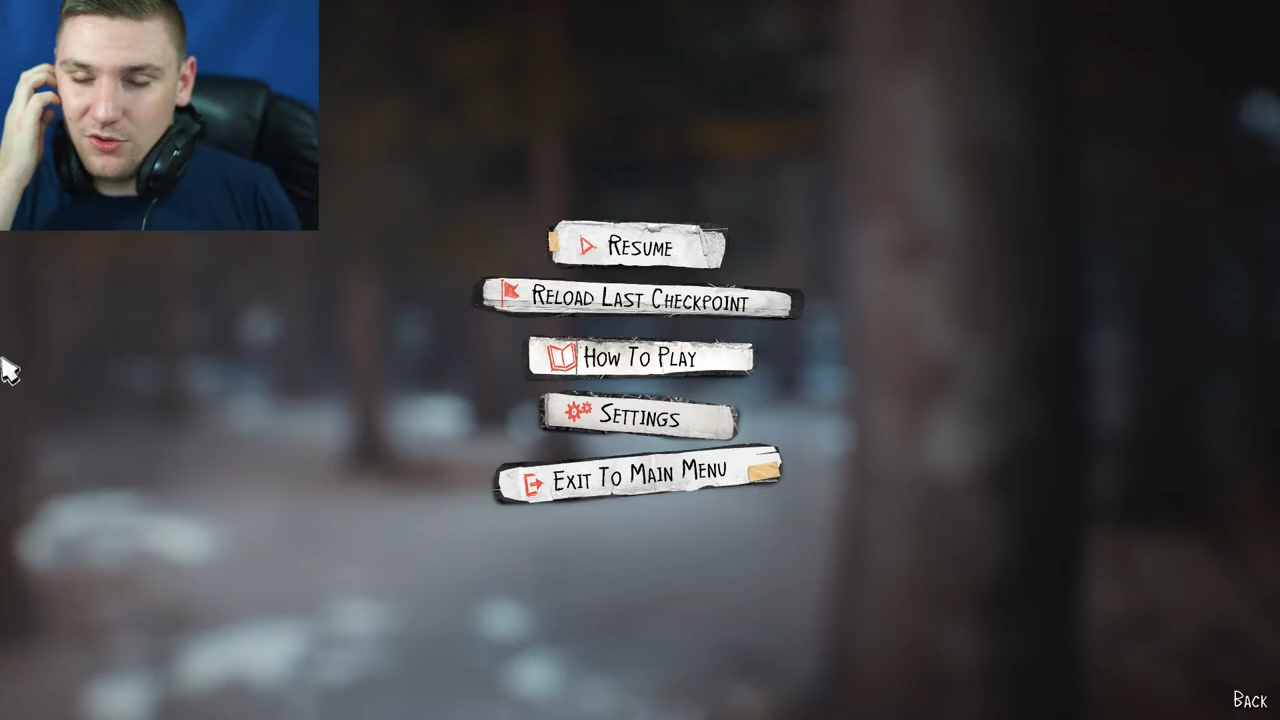 Resume
Reload Last Checkpoint
How To Play
Settings
Exit To Main Menu
Back